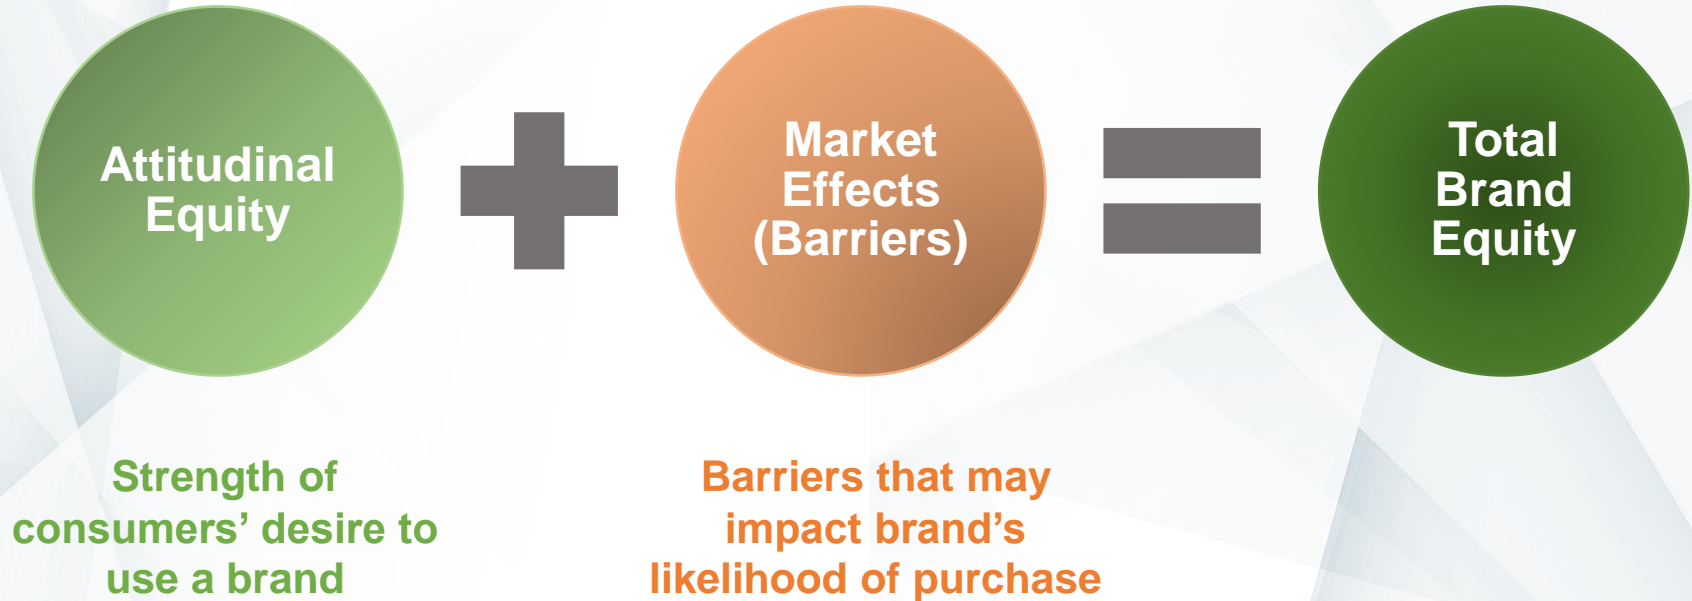 Attitudinal
Equity
Market
Effects
(Barriers)
Total
Brand
Equity
Strength of
consumers’ desire to
use a brand
Barriers that may
impact brand’s
likelihood of purchase